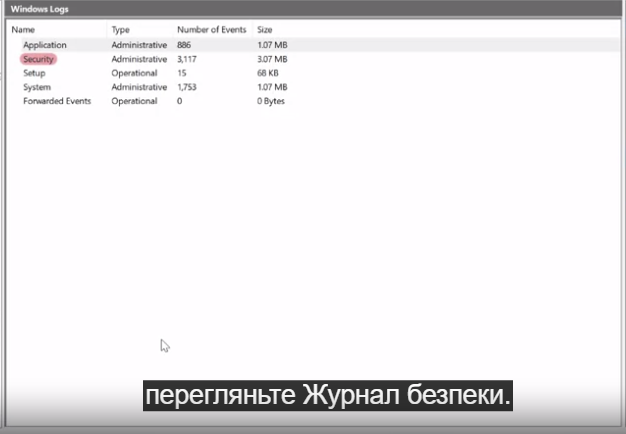 Windows Logs
Name Type Number of Events Size
Application Administrative 886 1.07 MB
Security Administrative 3,117 3.07 MB
Setup Operational 15 68 KB
System Administrative 1,753 1.07 MB
Forwarded Events Operational 0 0 Bytes
перегляньте Журнал безпеки.